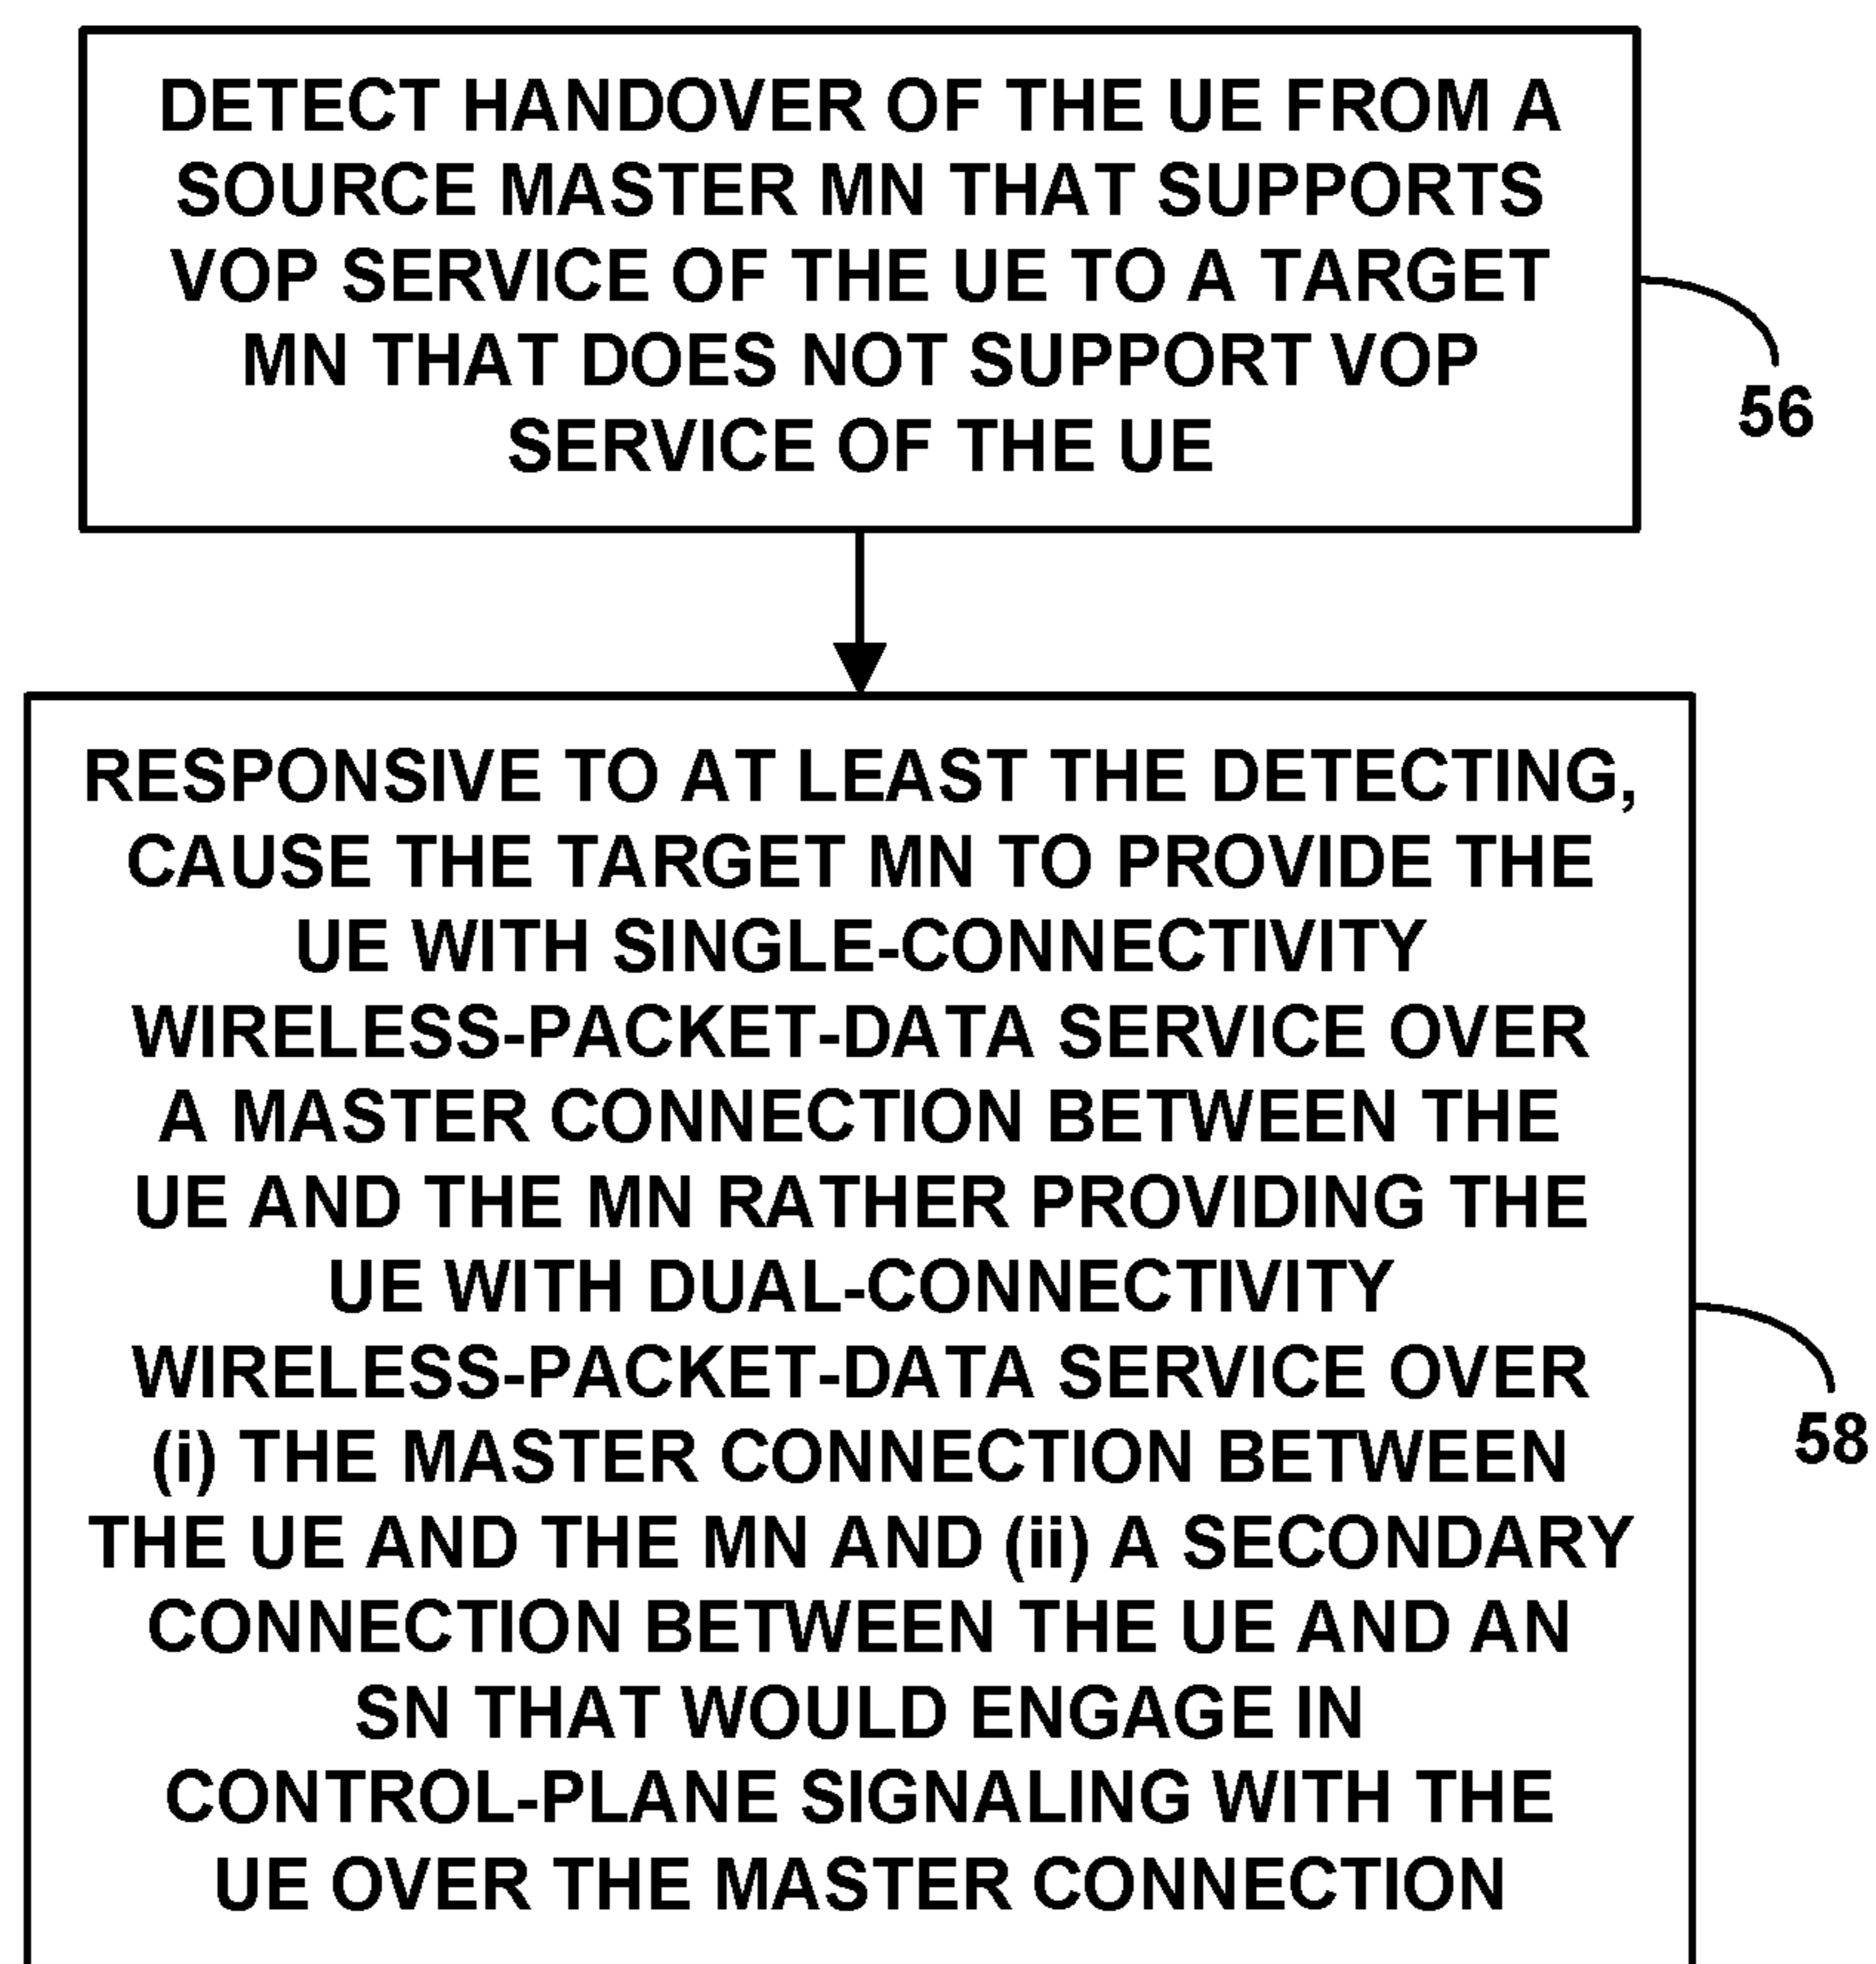 DETECT HANDOVER OF THE UE FROM A
SOURCE MASTER MN THAT SUPPORTS
VOP SERVICE OF THE UE TO A TARGET
MN THAT DOES NOT SUPPORT VOP
SERVICE OF THE UE
56
RESPONSIVE TO AT LEAST THE DETECTING,
CAUSE THE TARGET MN TO PROVIDE THE
UE WITH SINGLE-CONNECTIVITY
WIRELESS-PACKET-DATA SERVICE OVER
A MASTER CONNECTION BETWEEN THE
UE AND THE MN RATHER PROVIDING THE
UE WITH DUAL-CONNECTIVITY
WIRELESS-PACKET-DATA SERVICE OVER
(i) THE MASTER CONNECTION BETWEEN
THE UE AND THE MN AND (ii) A SECONDARY
CONNECTION BETWEEN THE UE AND AN
SN THAT WOULD ENGAGE IN
CONTROL-PLANE SIGNALING WITH THE
UE OVER THE MASTER CONNECTION
58